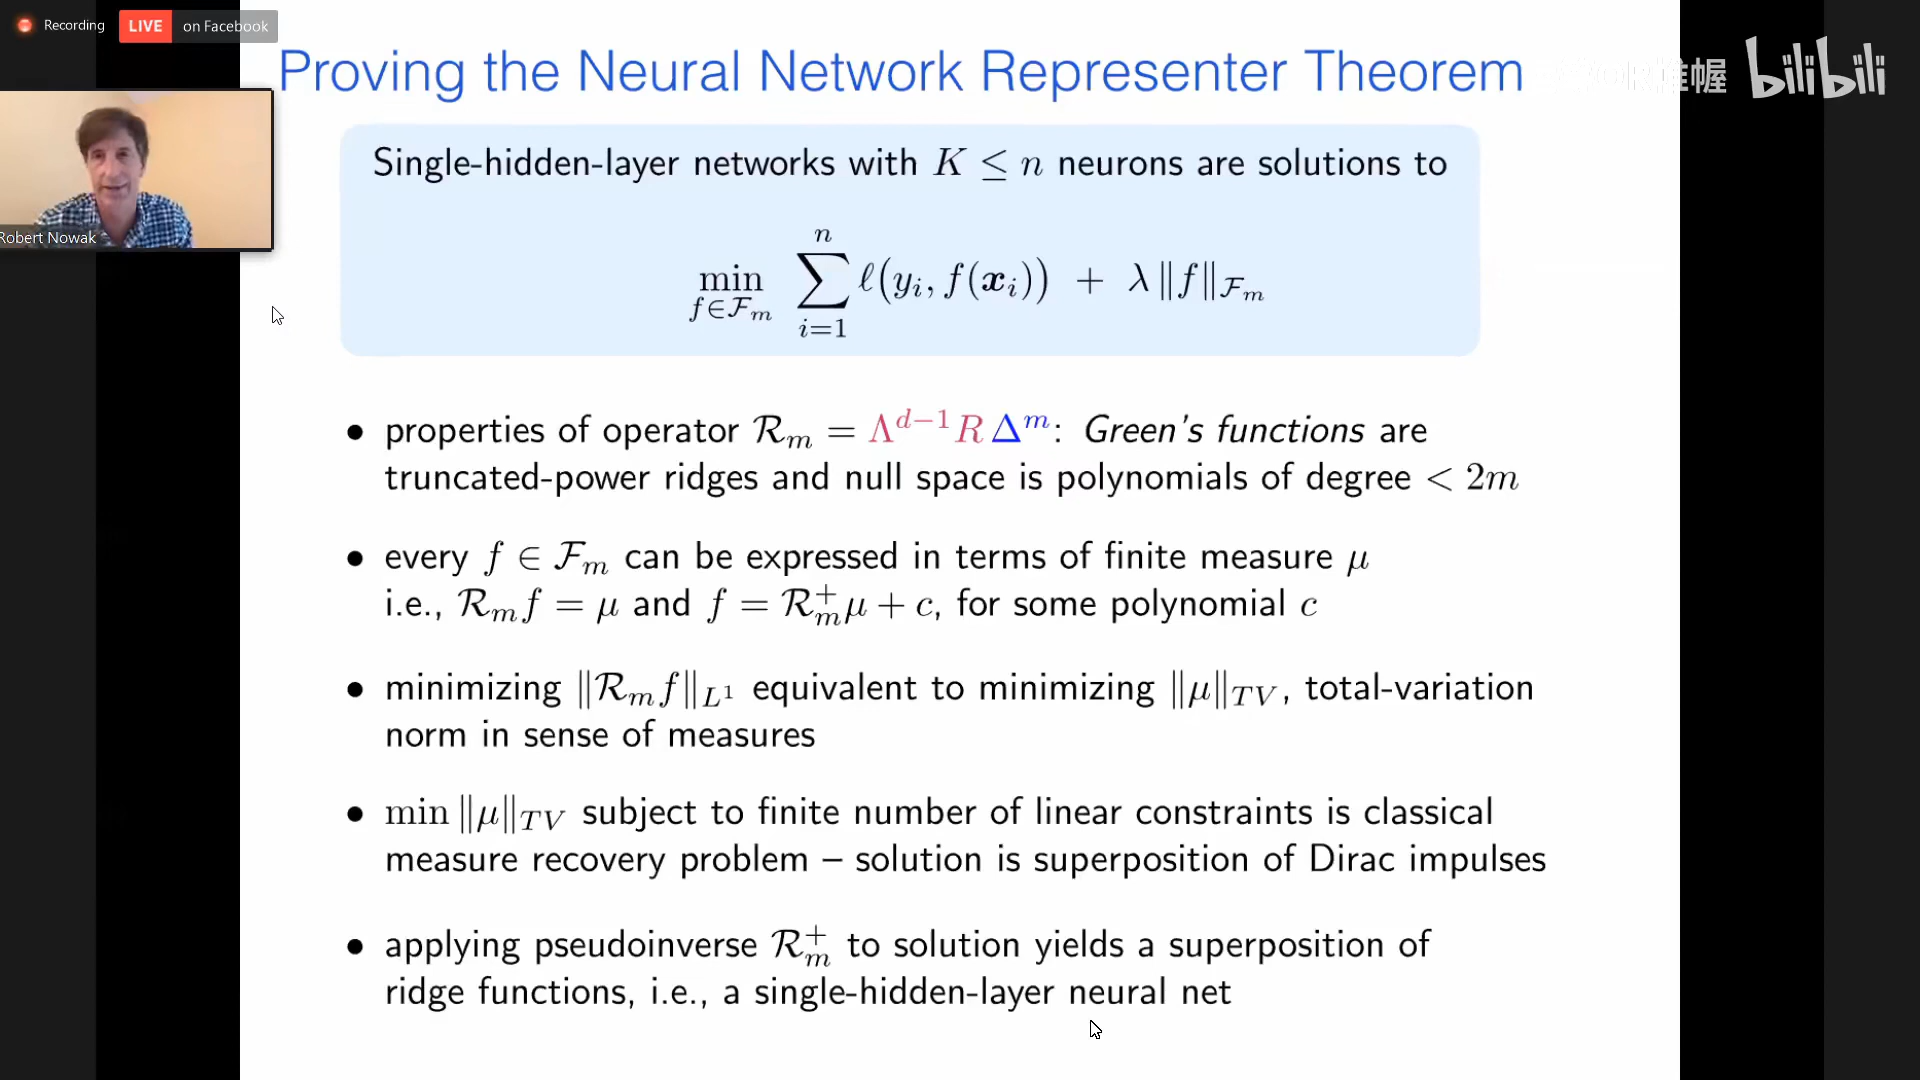 Recording LIVE on Facebook
Proving the Neural Network Representer Theorem
bilibili
Robert Nowak
Single-hidden-layer networks with K ≤ n neurons are solutions to
min_{f∈ℱ_m} ∑_{i=1}^{n} ℓ(y_i, f(x_i)) + λ‖f‖_{ℱ_m}
• properties of operator ℛ_m = Λ^{d−1} R Δ^m: Green's functions are
truncated-power ridges and null space is polynomials of degree < 2m
• every f ∈ ℱ_m can be expressed in terms of finite measure μ
i.e., ℛ_m f = μ and f = ℛ_m^+ μ + c, for some polynomial c
• minimizing ‖ℛ_m f‖_{L^1} equivalent to minimizing ‖μ‖_{TV}, total-variation
norm in sense of measures
• min ‖μ‖_{TV} subject to finite number of linear constraints is classical
measure recovery problem – solution is superposition of Dirac impulses
• applying pseudoinverse ℛ_m^+ to solution yields a superposition of
ridge functions, i.e., a single-hidden-layer neural net